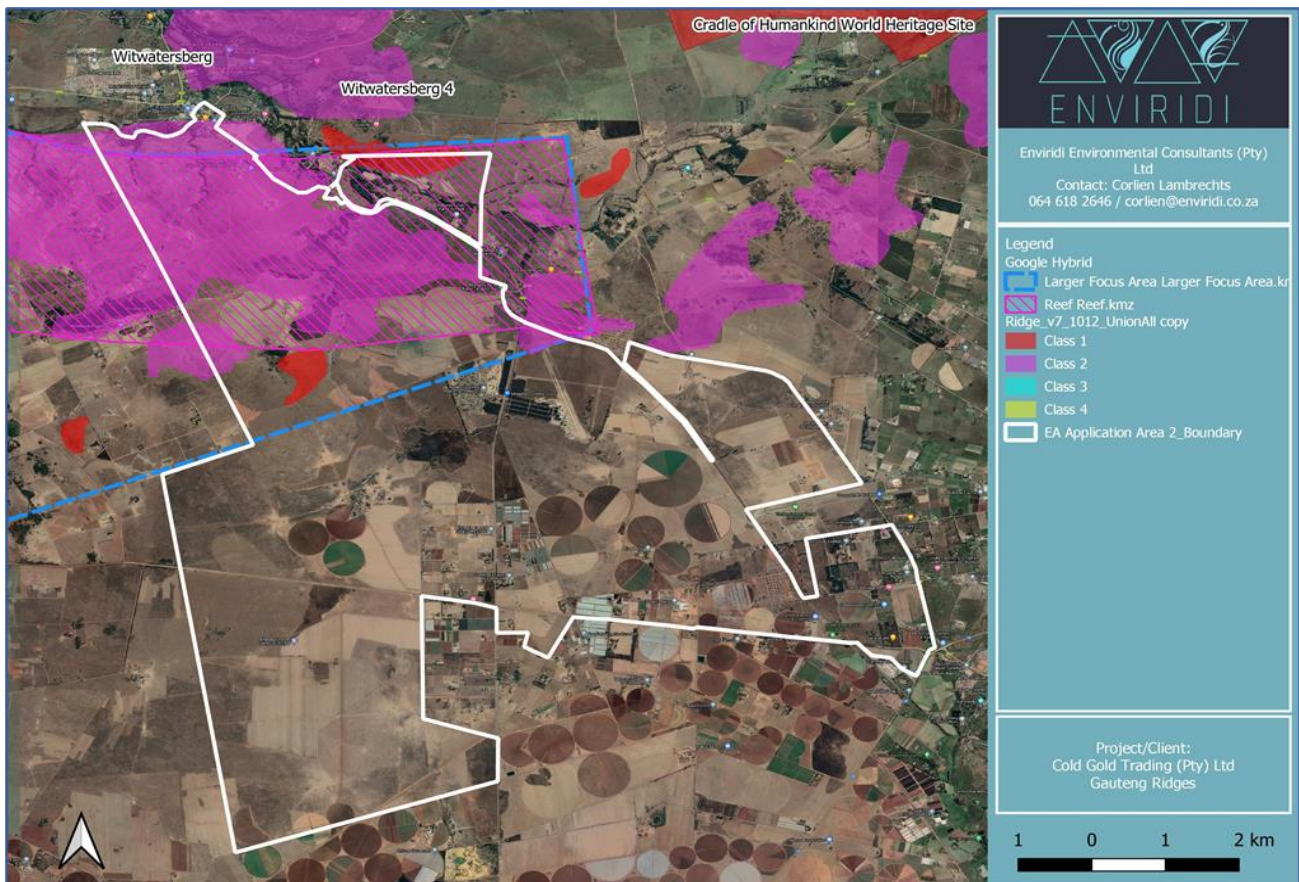 Cradle of Humankind World Heritage Site
Witwatersberg
Witwatersberg 4
ENVIRIDI
Enviridi Environmental Consultants (Pty)
Ltd
Contact: Corlien Lambrechts
064 618 2646 / corlien@enviridi.co.za
Legend
Google Hybrid
Larger Focus Area Larger Focus Area.kr
Reef Reef.kmz
Ridge_v7_1012_UnionAll copy
Class 1
Class 2
Class 3
Class 4
EA Application Area 2_Boundary
Project/Client:
Cold Gold Trading (Pty) Ltd
Gauteng Ridges
1 0 1 2 km